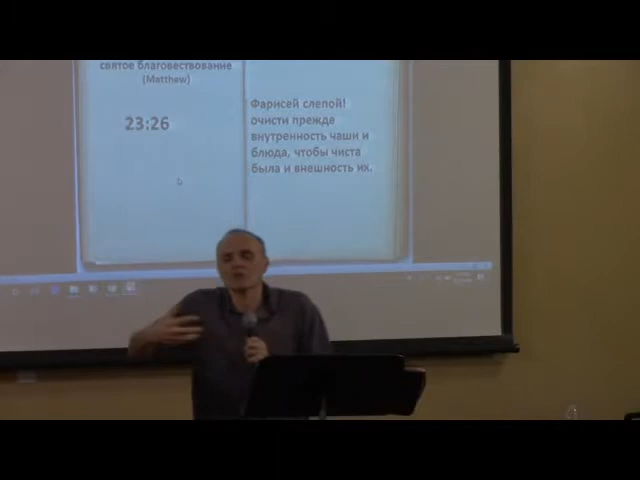 святое благовествование
(Matthew)
23:26
Фарисей слепой!
очисти прежде
внутренность чаши и
блюда, чтобы чиста
была и внешность их.